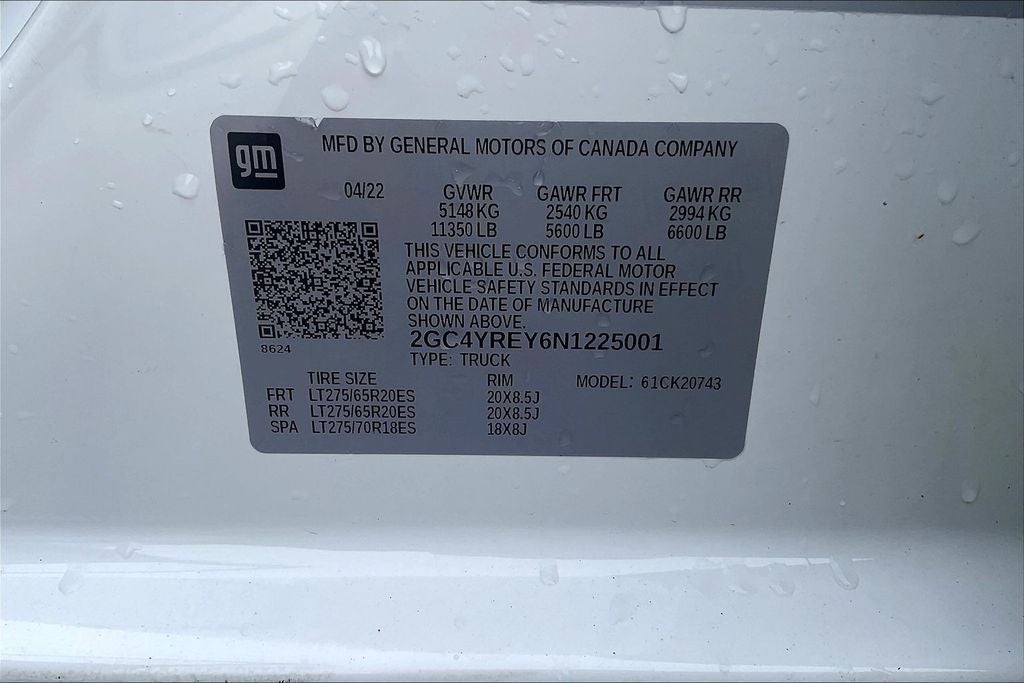 gm
MFD BY GENERAL MOTORS OF CANADA COMPANY
04/22 GVWR GAWR FRT GAWR RR
5148 KG 2540 KG 2994 KG
11350 LB 5600 LB 6600 LB
THIS VEHICLE CONFORMS TO ALL
APPLICABLE U.S. FEDERAL MOTOR
VEHICLE SAFETY STANDARDS IN EFFECT
ON THE DATE OF MANUFACTURE
SHOWN ABOVE.
2GC4YREY6N1225001
8624
TYPE: TRUCK
TIRE SIZE RIM MODEL: 61CK20743
FRT LT275/65R20ES 20X8.5J
RR LT275/65R20ES 20X8.5J
SPA LT275/70R18ES 18X8J